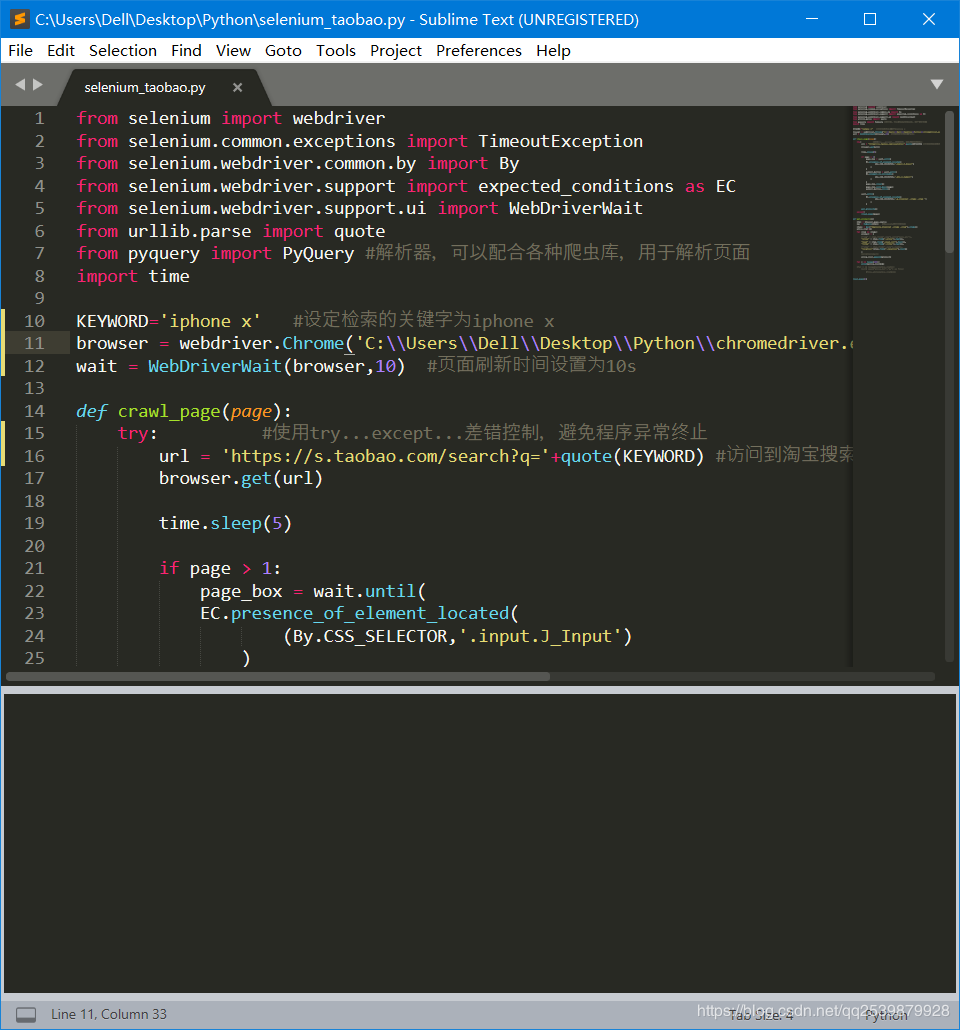 C:\Users\Dell\Desktop\Python\selenium_taobao.py - Sublime Text (UNREGISTERED)
File Edit Selection Find View Goto Tools Project Preferences Help
selenium_taobao.py
1 from selenium import webdriver
2 from selenium.common.exceptions import TimeoutException
3 from selenium.webdriver.common.by import By
4 from selenium.webdriver.support import expected_conditions as EC
5 from selenium.webdriver.support.ui import WebDriverWait
6 from urllib.parse import quote
7 from pyquery import PyQuery #解析器, 可以配合各种爬虫库, 用于解析页面
8 import time
9
10 KEYWORD='iphone x' #设定检索的关键字为iphone x
11 browser = webdriver.Chrome('C:\\Users\\Dell\\Desktop\\Python\\chromedriver.
12 wait = WebDriverWait(browser,10) #页面刷新时间设置为10s
13
14 def crawl_page(page):
15 try: #使用try...except...差错控制, 避免程序异常终止
16 url = 'https://s.taobao.com/search?q='+quote(KEYWORD) #访问到淘宝搜索
17 browser.get(url)
18
19 time.sleep(5)
20
21 if page > 1:
22 page_box = wait.until(
23 EC.presence_of_element_located(
24 (By.CSS_SELECTOR,'.input.J_Input')
25 )
Line 11, Column 33 Tab Size: 4 Python
https://blog.csdn.net/qq2539879928